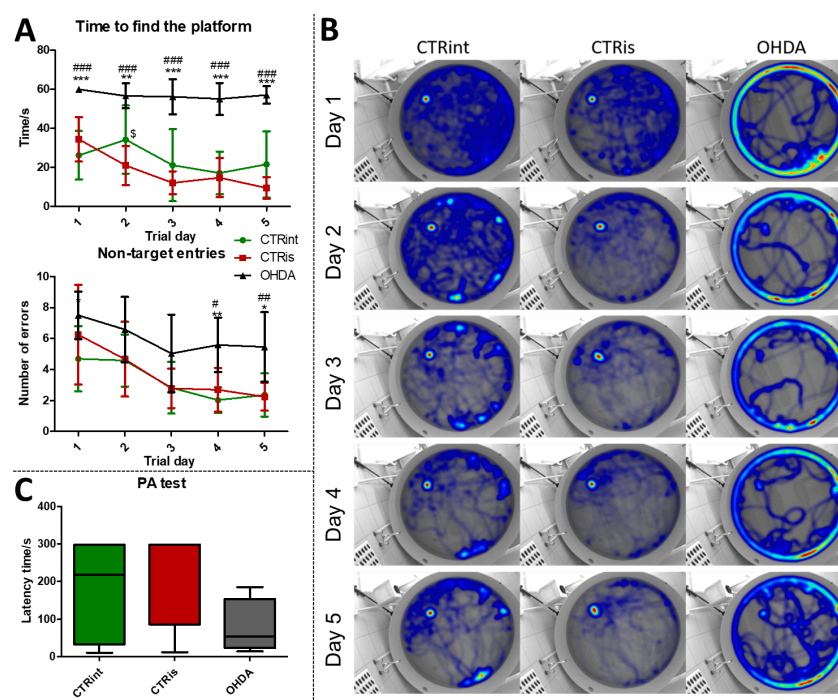 A
Time to find the platform
### ### ### ### ###
*** ** *** *** ***
$
Time/s
80
60
40
20
0
1 2 3 4 5
Trial day
CTRint
CTRis
OHDA
Non-target entries
# ##
** *
Number of errors
10
8
6
4
2
0
1 2 3 4 5
Trial day
C
PA test
Latency time/s
400
300
200
100
0
CTRint CTRis OHDA
B
CTRint CTRis OHDA
Day 1
Day 2
Day 3
Day 4
Day 5